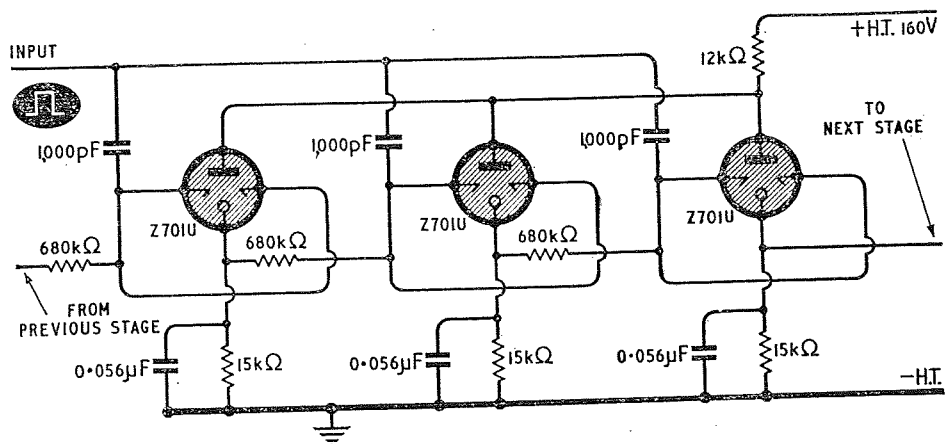 INPUT
+H.T. 160V
12kΩ
TO
NEXT STAGE
1,000pF
1,000pF
1,000pF
Z701U
Z701U
Z701U
680kΩ
680kΩ
680kΩ
FROM
PREVIOUS STAGE
0·056μF
15kΩ
0·056μF
15kΩ
0·056μF
15kΩ
-H.T.